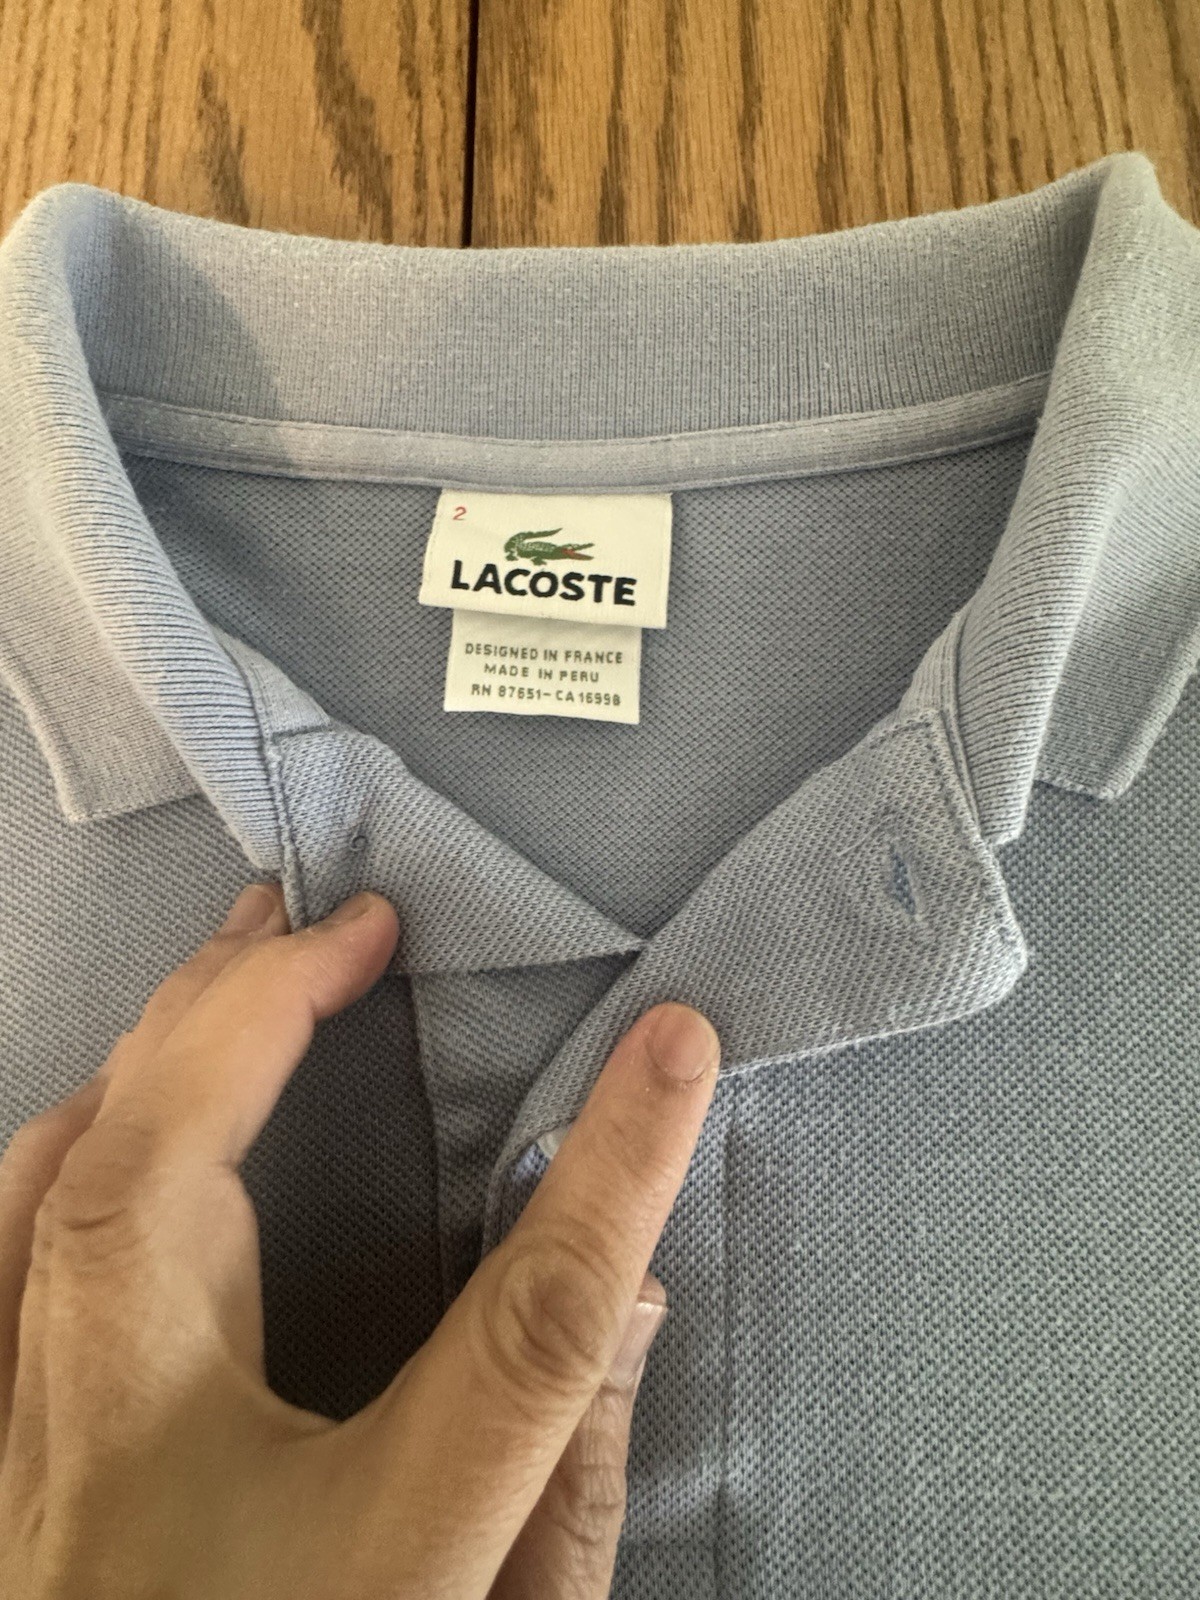 2
LACOSTE
DESIGNED IN FRANCE
MADE IN PERU
RN 87651-CA 16998